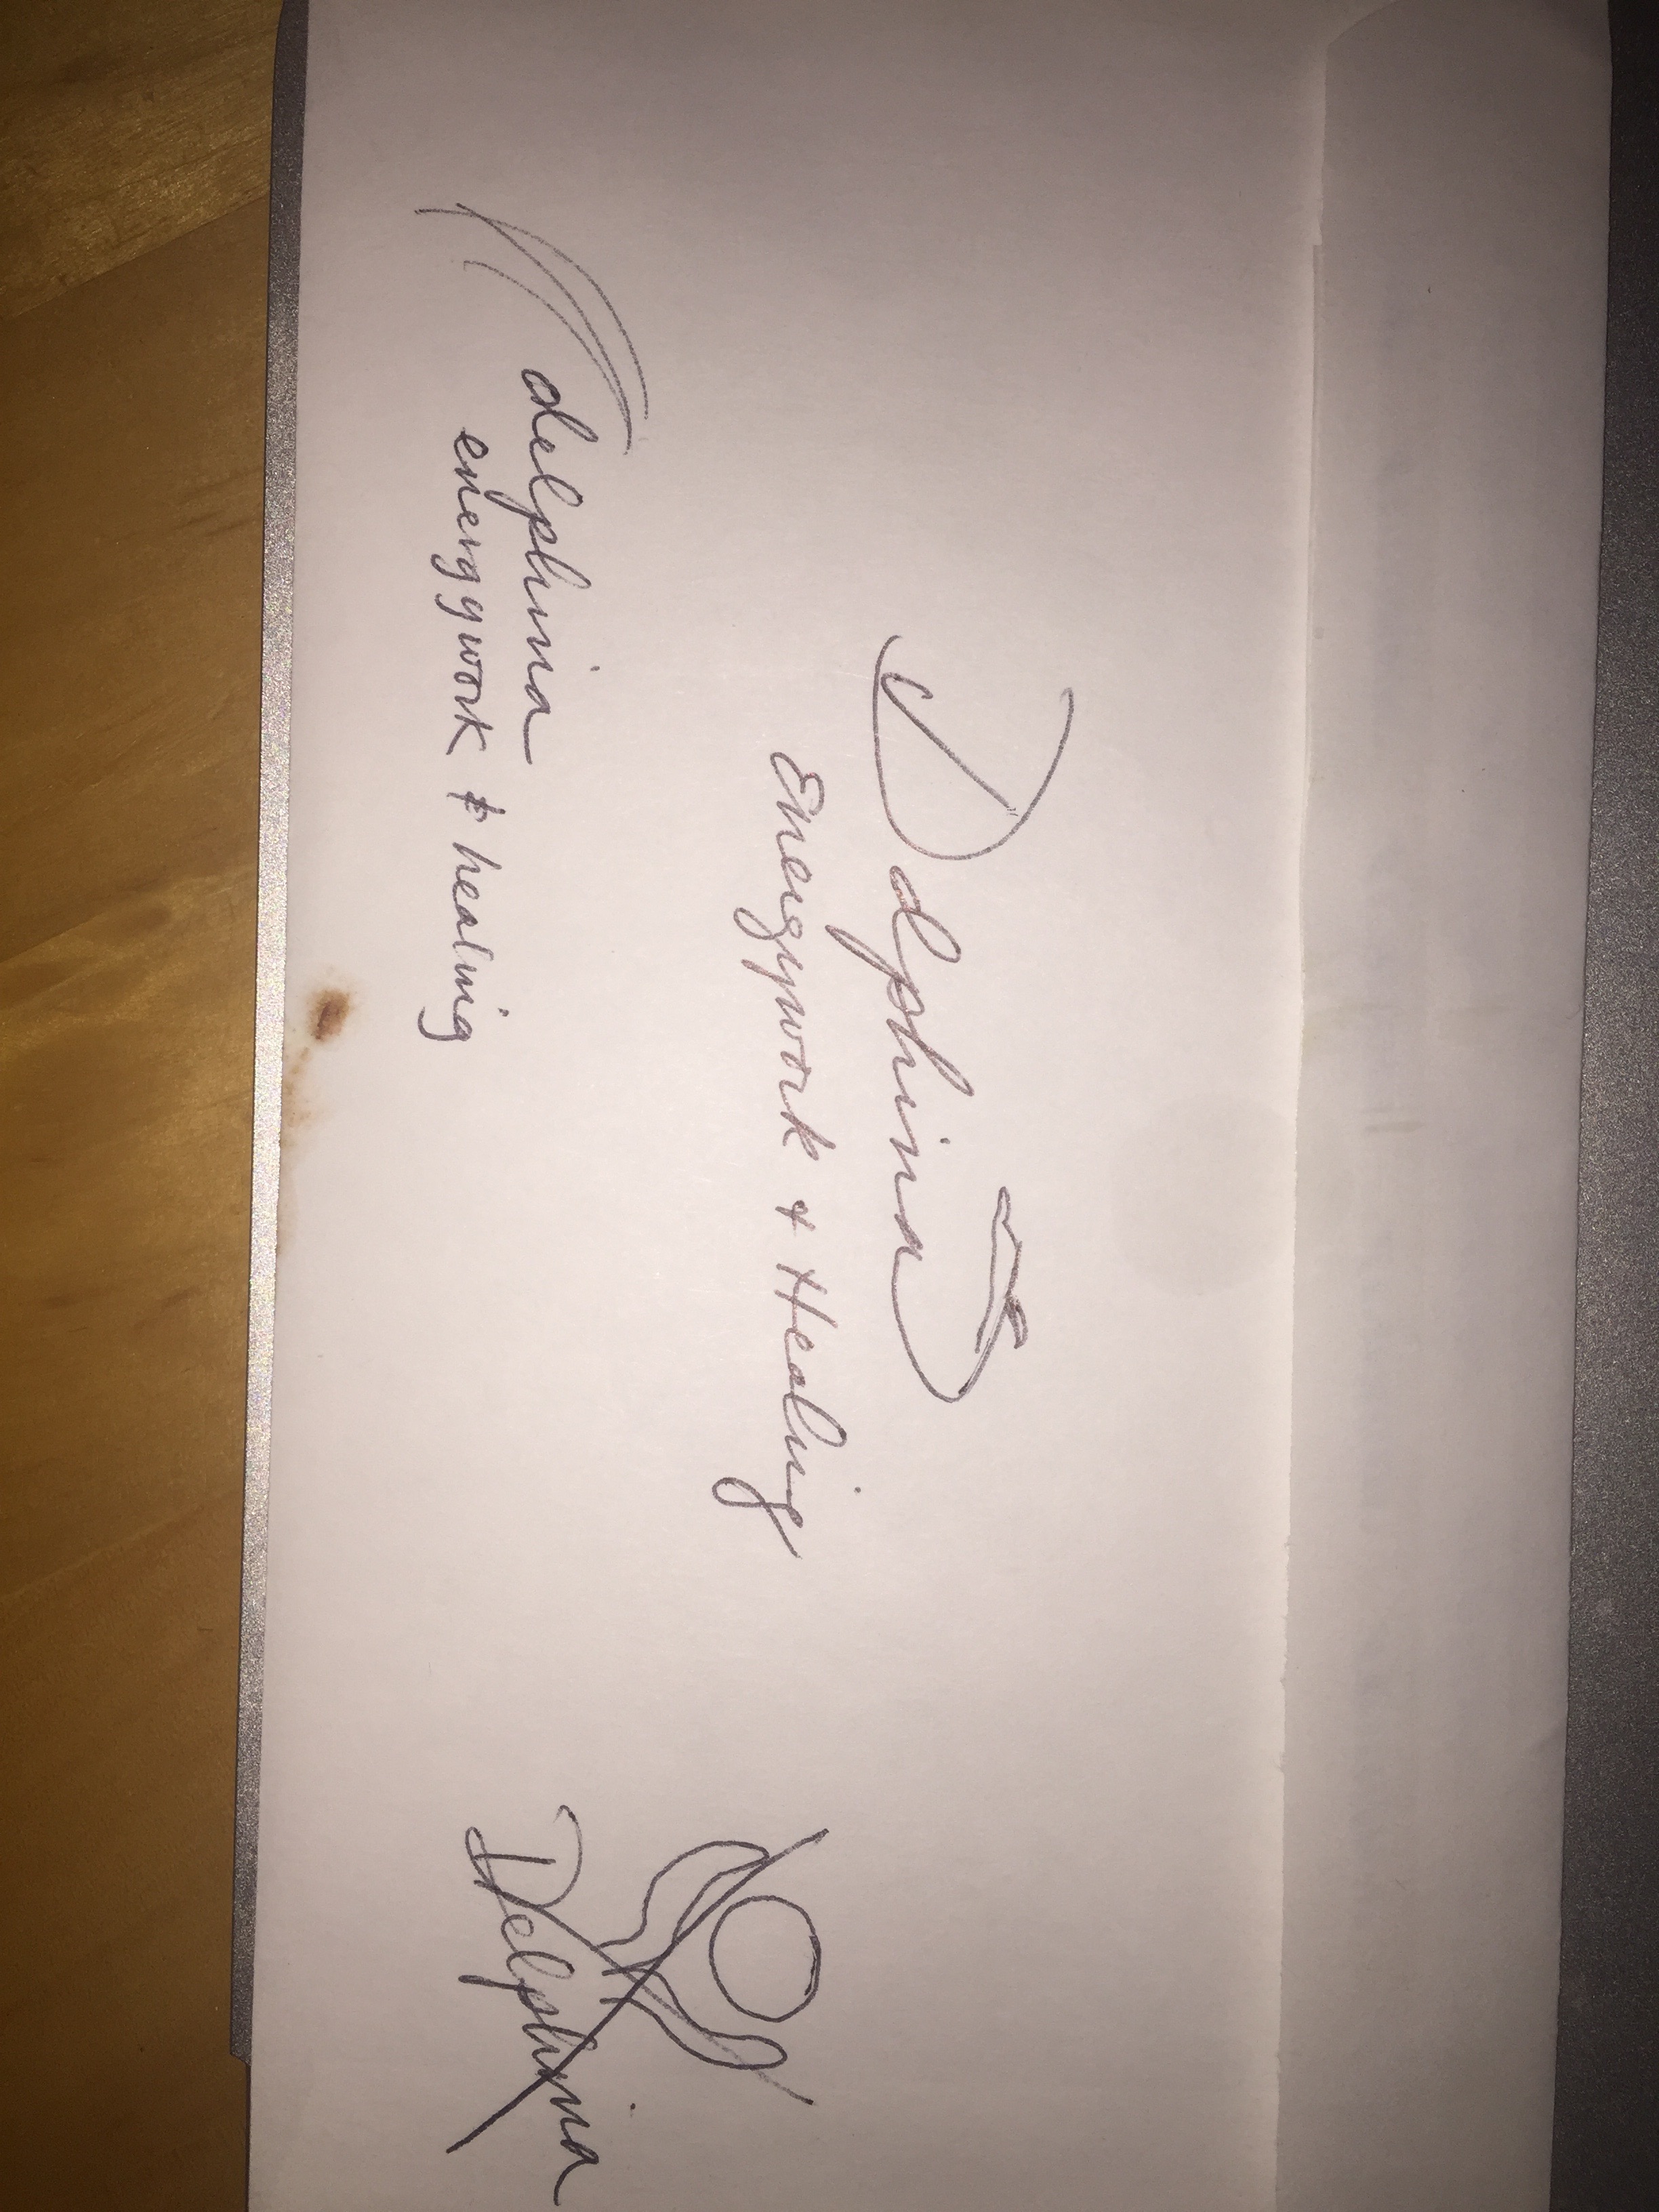 Delphina
Energywork & Healing
delphina
energywork & healing
Delphina